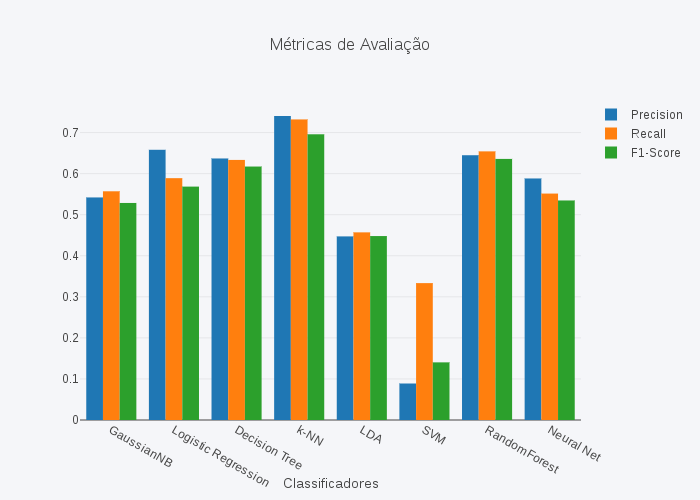 Métricas de Avaliação
Precision
Recall
F1-Score
0.7
0.6
0.5
0.4
0.3
0.2
0.1
0
GaussianNB
Logistic Regression
Decision Tree
k-NN
LDA
SVM
RandomForest
Neural Net
Classificadores